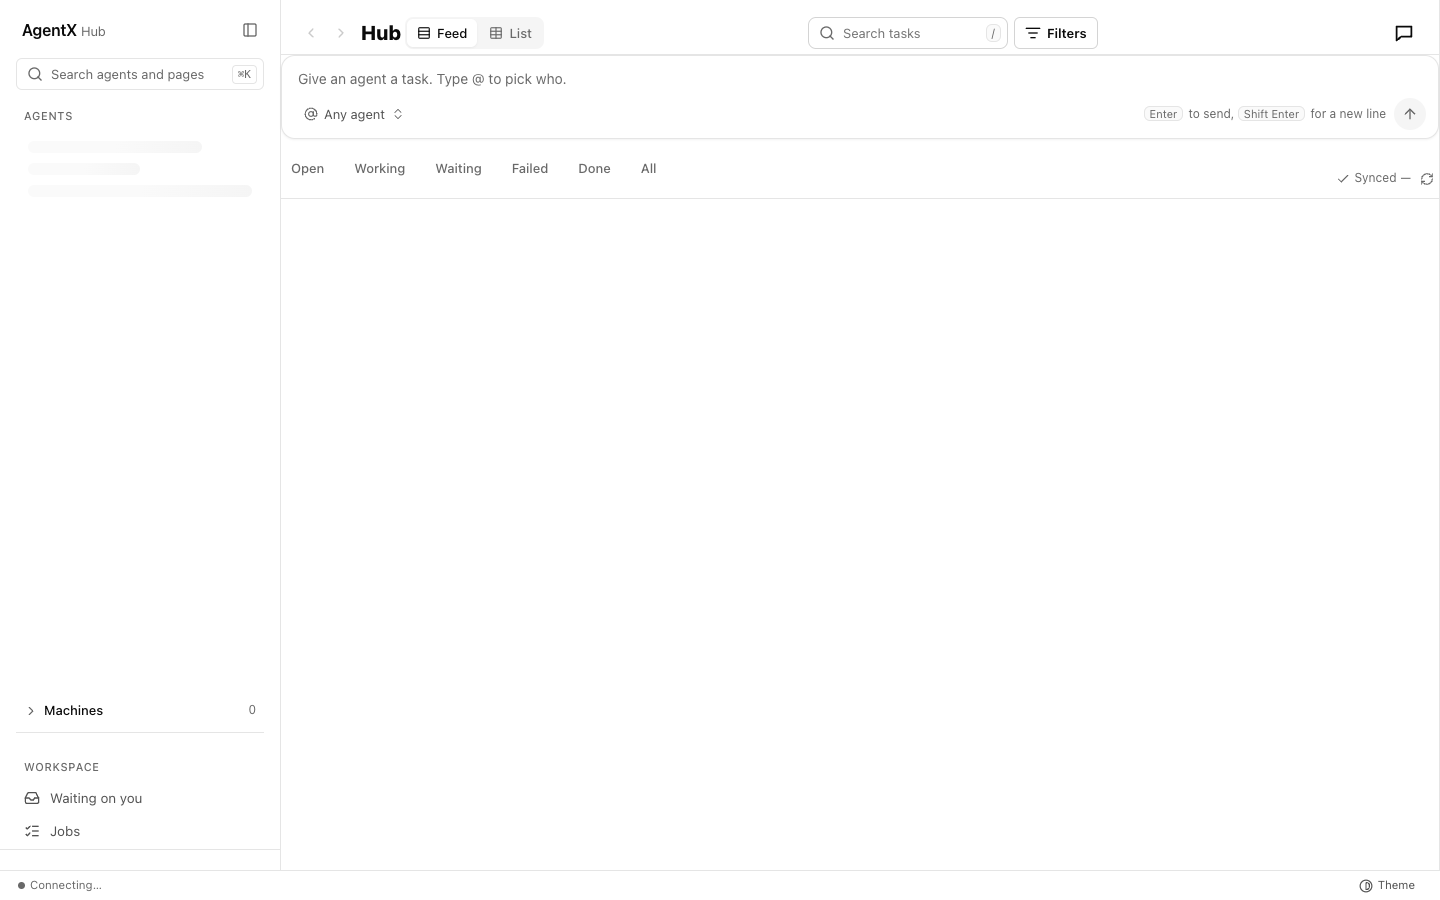 AgentX Hub
Search agents and pages ⌘K
AGENTS
Machines 0
WORKSPACE
Waiting on you
Jobs
Connecting...
Hub Feed List
Search tasks /
Filters
Give an agent a task. Type @ to pick who.
@ Any agent
Enter to send, Shift Enter for a new line
Open Working Waiting Failed Done All
Synced —
Theme